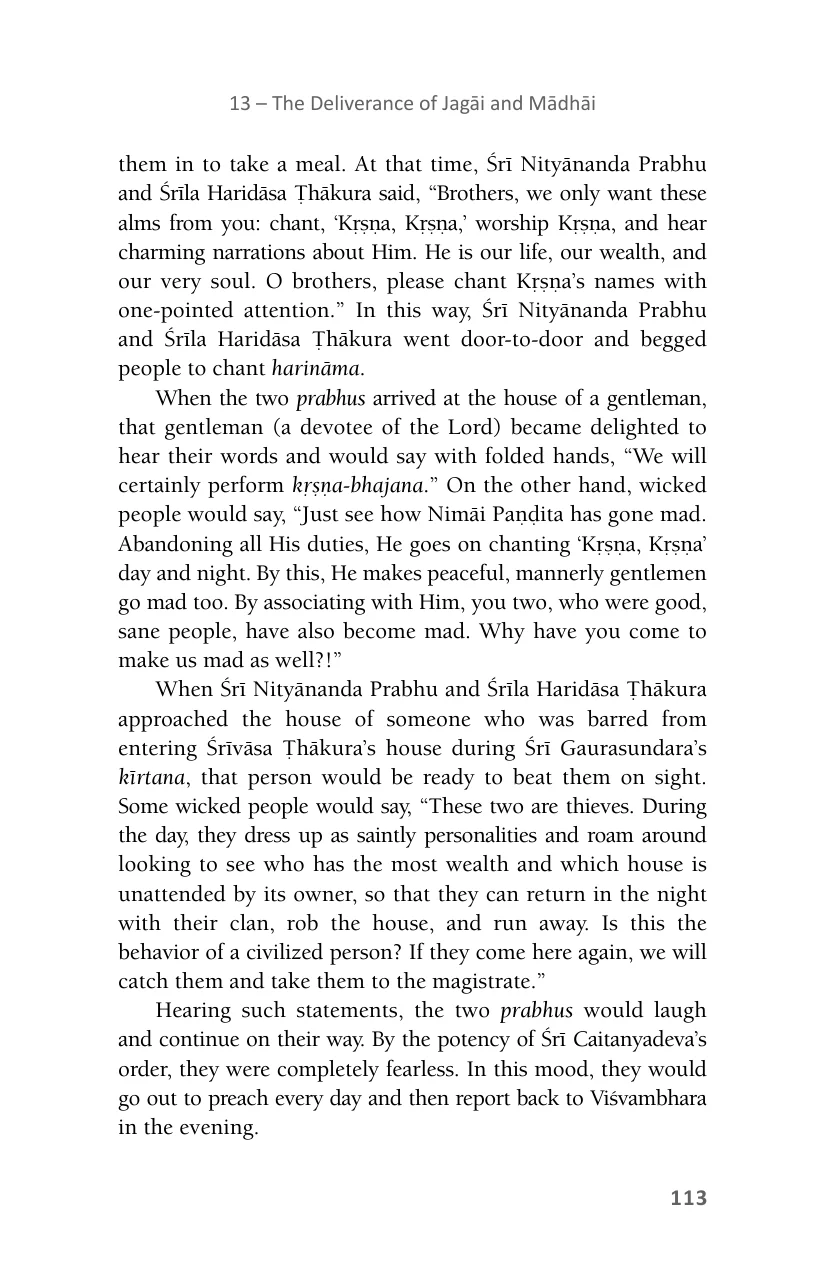 13 – The Deliverance of Jagāi and Mādhāi
them in to take a meal. At that time, Śrī Nityānanda Prabhu
and Śrīla Haridāsa Ṭhākura said, “Brothers, we only want these
alms from you: chant, ‘Kṛṣṇa, Kṛṣṇa,’ worship Kṛṣṇa, and hear
charming narrations about Him. He is our life, our wealth, and
our very soul. O brothers, please chant Kṛṣṇa’s names with
one-pointed attention.” In this way, Śrī Nityānanda Prabhu
and Śrīla Haridāsa Ṭhākura went door-to-door and begged
people to chant harināma.
When the two prabhus arrived at the house of a gentleman,
that gentleman (a devotee of the Lord) became delighted to
hear their words and would say with folded hands, “We will
certainly perform kṛṣṇa-bhajana.” On the other hand, wicked
people would say, “Just see how Nimāi Paṇḍita has gone mad.
Abandoning all His duties, He goes on chanting ‘Kṛṣṇa, Kṛṣṇa’
day and night. By this, He makes peaceful, mannerly gentlemen
go mad too. By associating with Him, you two, who were good,
sane people, have also become mad. Why have you come to
make us mad as well?!”
When Śrī Nityānanda Prabhu and Śrīla Haridāsa Ṭhākura
approached the house of someone who was barred from
entering Śrīvāsa Ṭhākura’s house during Śrī Gaurasundara’s
kīrtana, that person would be ready to beat them on sight.
Some wicked people would say, “These two are thieves. During
the day, they dress up as saintly personalities and roam around
looking to see who has the most wealth and which house is
unattended by its owner, so that they can return in the night
with their clan, rob the house, and run away. Is this the
behavior of a civilized person? If they come here again, we will
catch them and take them to the magistrate.”
Hearing such statements, the two prabhus would laugh
and continue on their way. By the potency of Śrī Caitanyadeva’s
order, they were completely fearless. In this mood, they would
go out to preach every day and then report back to Viśvambhara
in the evening.
113